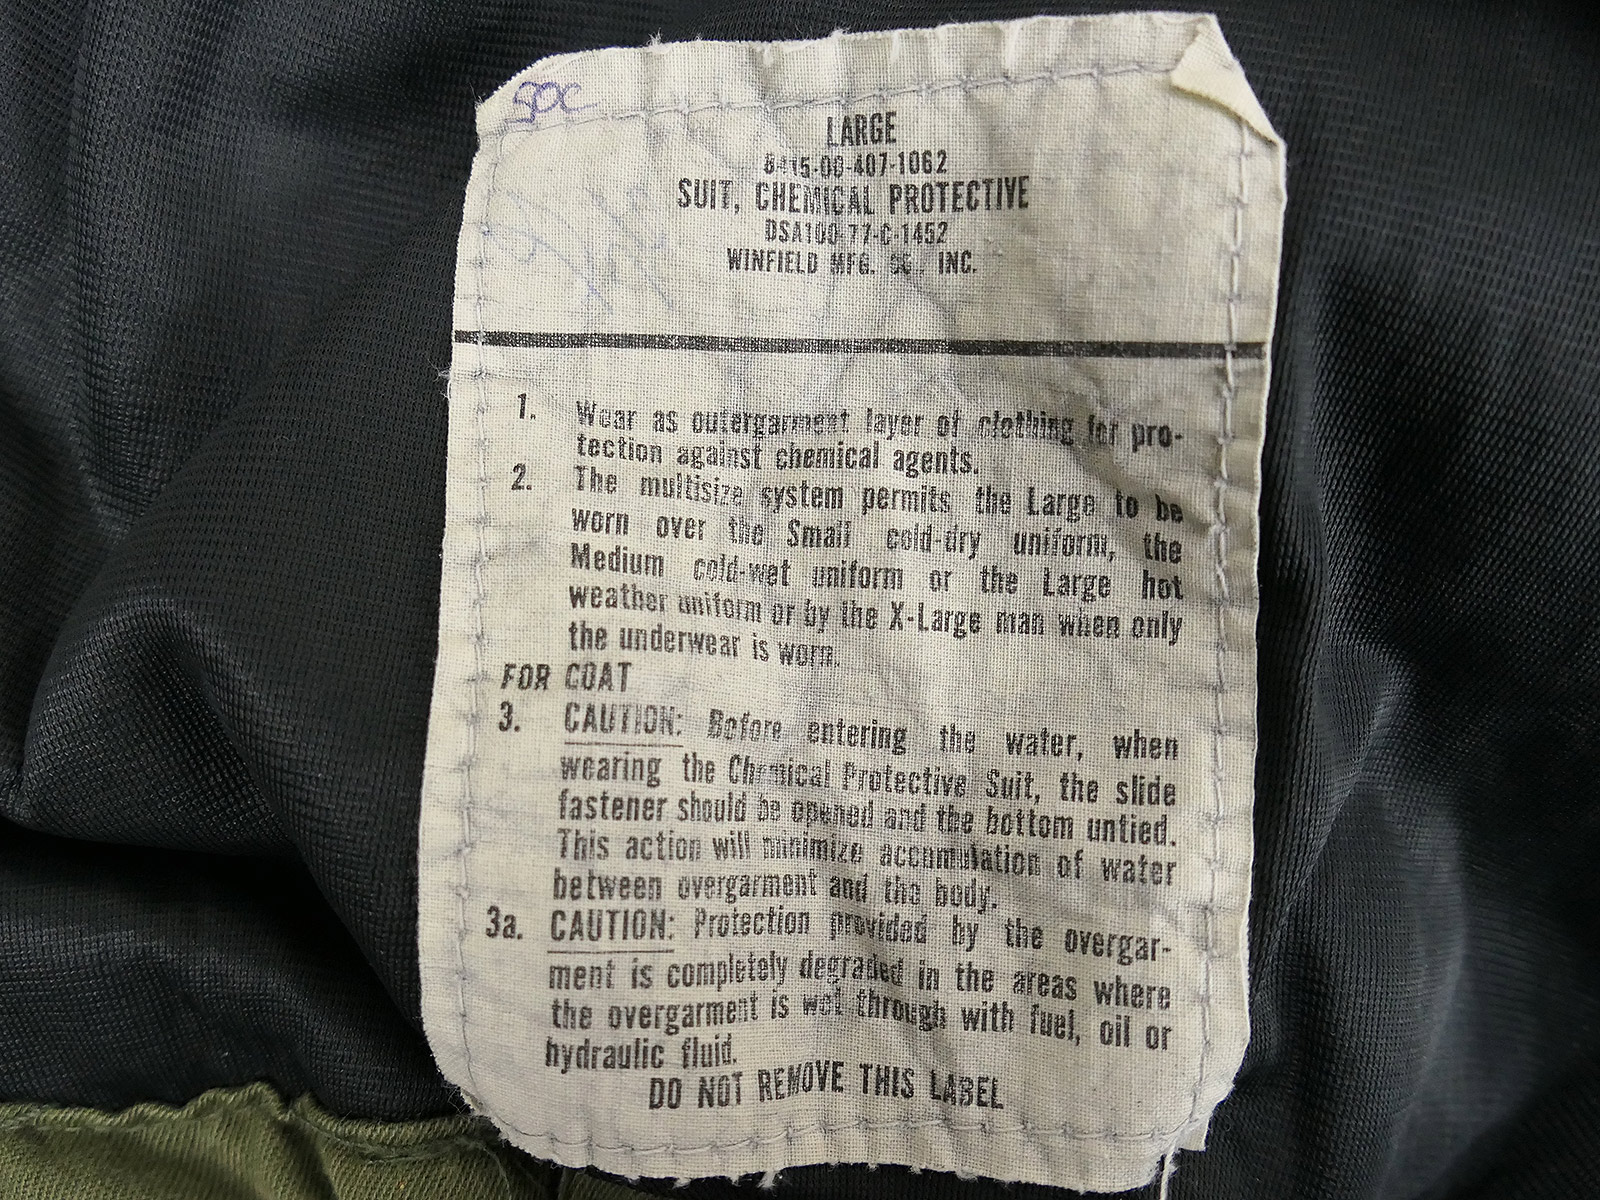 LARGE
8415-00-407-1062
SUIT, CHEMICAL PROTECTIVE
DSA100-77-C-1452
WINFIELD MFG. CO. INC.
1. Wear as outergarment layer of clothing for pro-
tection against chemical agents.
2. The multisize system permits the Large to be
worn over the Small cold-dry uniform, the
Medium cold-wet uniform or the Large hot
weather uniform or by the X-Large man when only
the underwear is worn.
FOR COAT
3. CAUTION: Before entering the water, when
wearing the Chemical Protective Suit, the slide
fastener should be opened and the bottom untied.
This action will minimize accumulation of water
between overgarment and the body.
3a. CAUTION: Protection provided by the overgar-
ment is completely degraded in the areas where
the overgarment is wet through with fuel, oil or
hydraulic fluid.
DO NOT REMOVE THIS LABEL